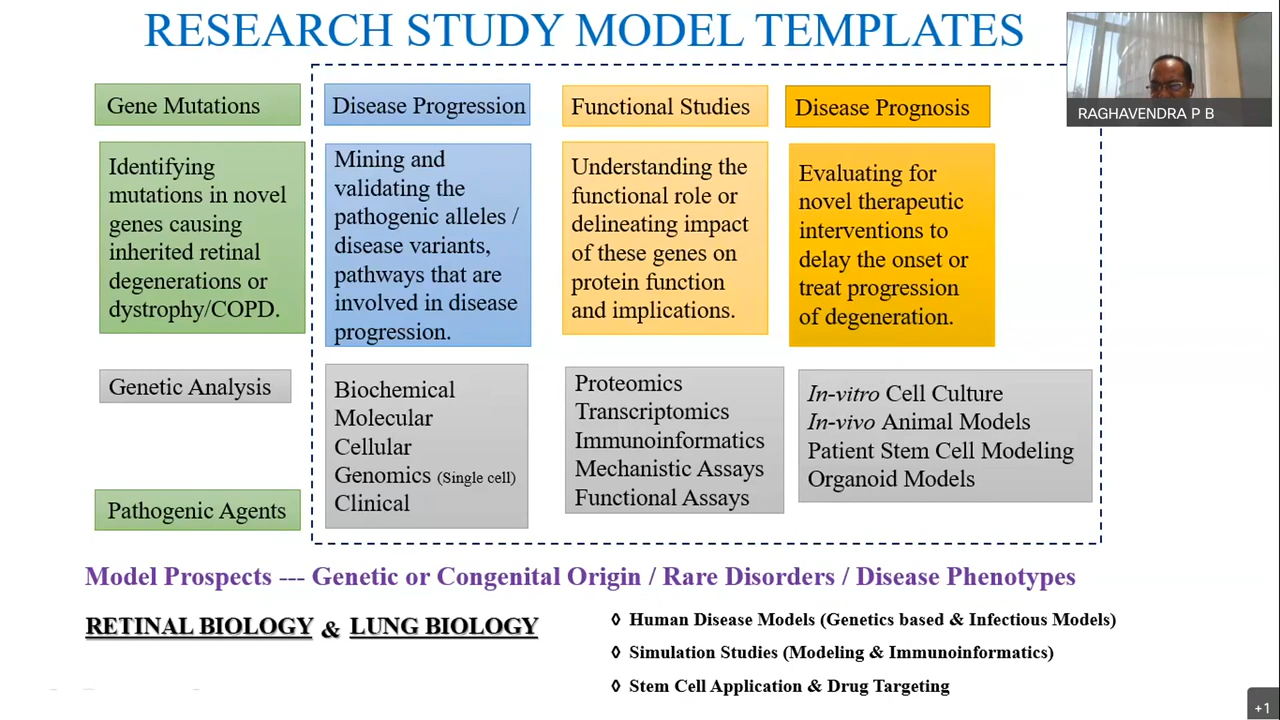 RESEARCH STUDY MODEL TEMPLATES
RAGHAVENDRA P B
Gene Mutations
Identifying
mutations in novel
genes causing
inherited retinal
degenerations or
dystrophy/COPD.
Genetic Analysis
Pathogenic Agents
Disease Progression
Mining and
validating the
pathogenic alleles /
disease variants,
pathways that are
involved in disease
progression.
Biochemical
Molecular
Cellular
Genomics (Single cell)
Clinical
Functional Studies
Understanding the
functional role or
delineating impact
of these genes on
protein function
and implications.
Proteomics
Transcriptomics
Immunoinformatics
Mechanistic Assays
Functional Assays
Disease Prognosis
Evaluating for
novel therapeutic
interventions to
delay the onset or
treat progression
of degeneration.
In-vitro Cell Culture
In-vivo Animal Models
Patient Stem Cell Modeling
Organoid Models
Model Prospects --- Genetic or Congenital Origin / Rare Disorders / Disease Phenotypes
RETINAL BIOLOGY & LUNG BIOLOGY
◊ Human Disease Models (Genetics based & Infectious Models)
◊ Simulation Studies (Modeling & Immunoinformatics)
◊ Stem Cell Application & Drug Targeting
+1